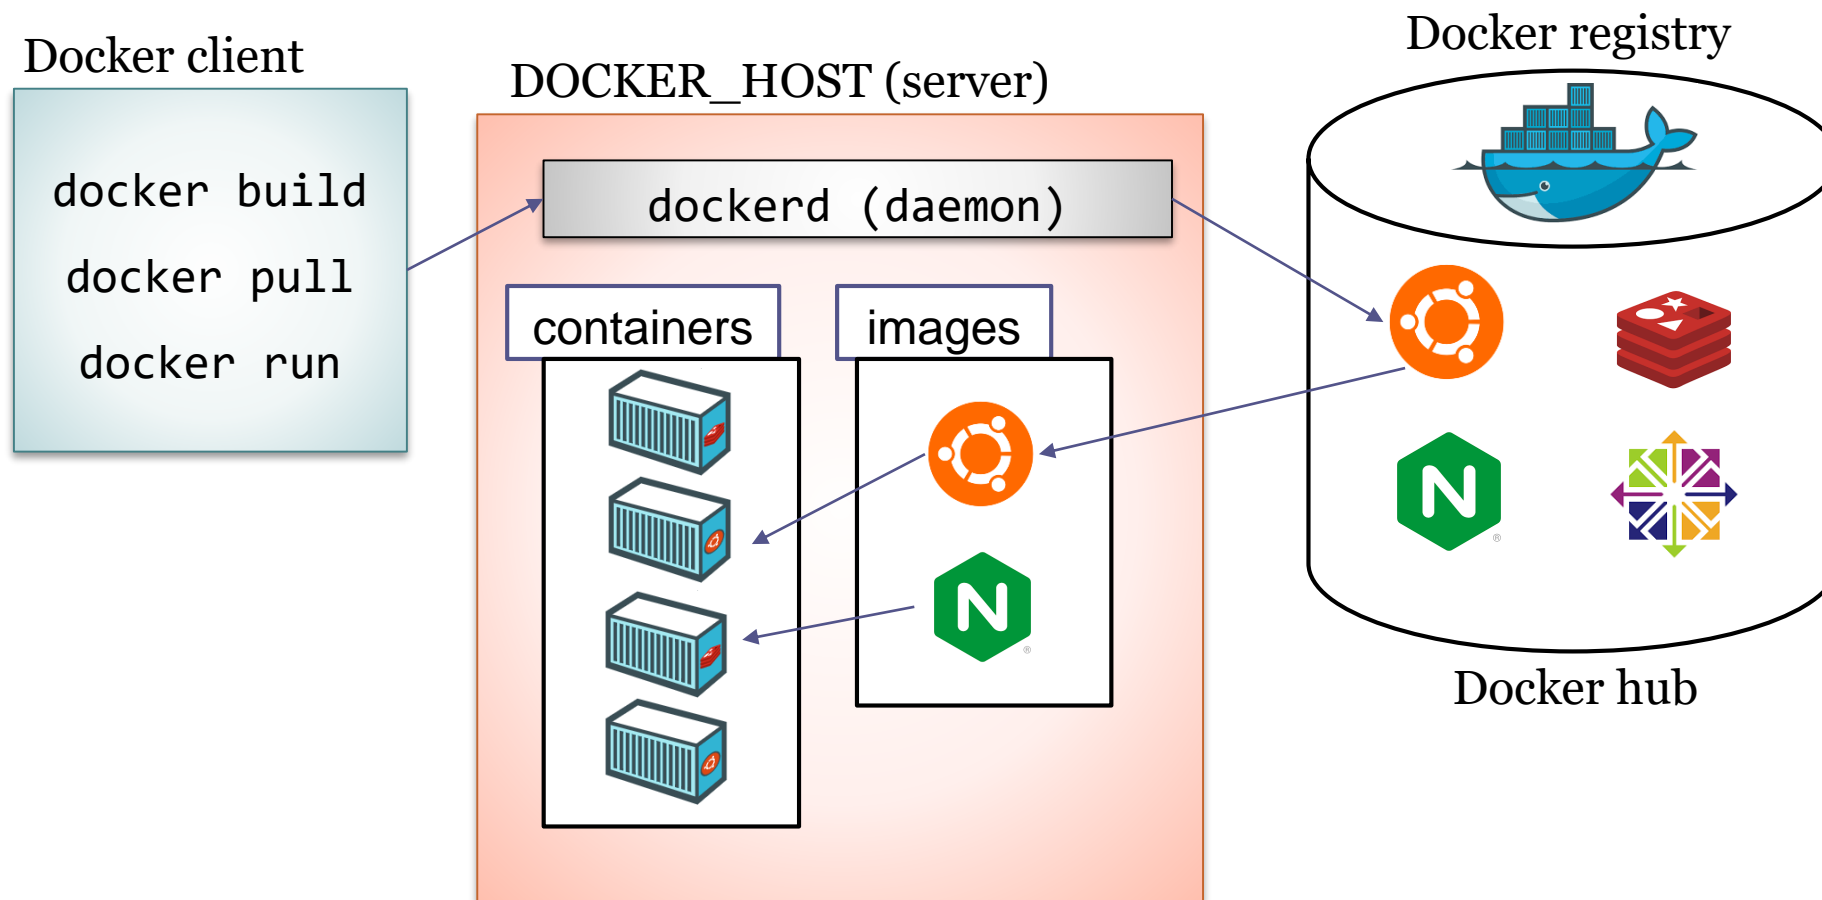 Docker client
docker build
docker pull
docker run
DOCKER_HOST (server)
dockerd (daemon)
containers
images
N
®
Docker registry
N
®
Docker hub